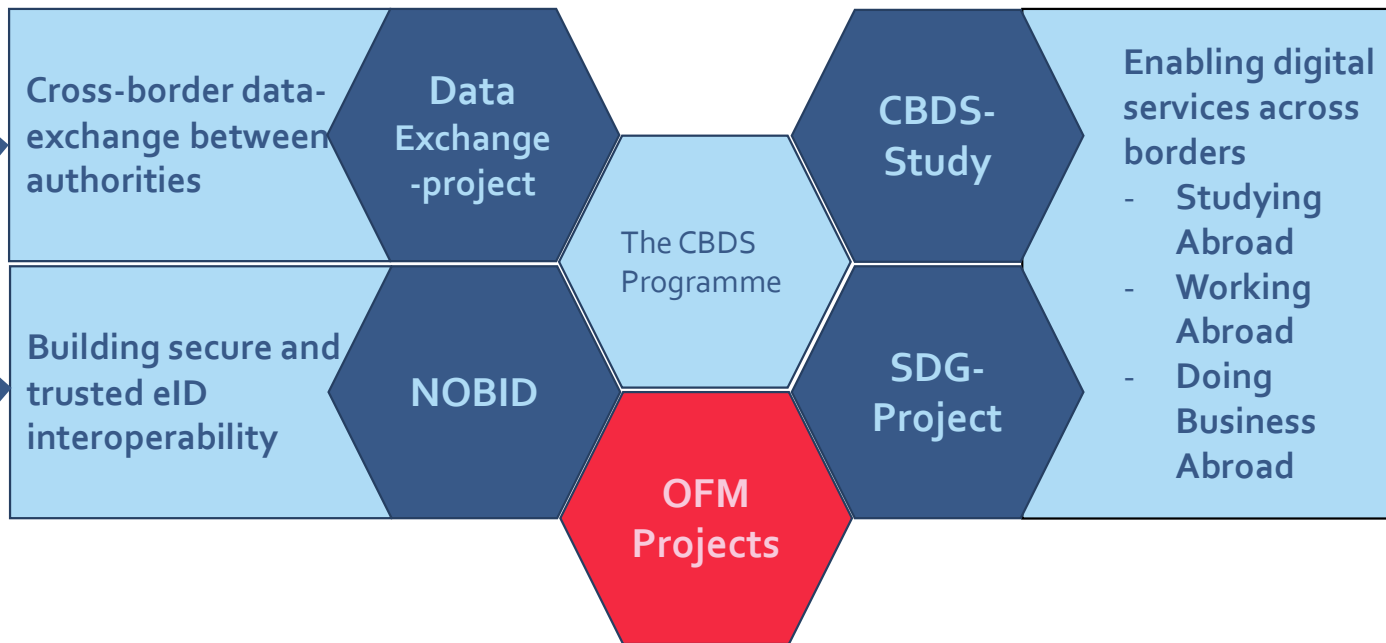 Cross-border data-
exchange between
authorities
Data
Exchange
-project
The CBDS
Programme
CBDS-
Study
Enabling digital
services across
borders
- Studying
Abroad
- Working
Abroad
- Doing
Business
Abroad
Building secure and
trusted eID
interoperability
NOBID
SDG-
Project
OFM
Projects